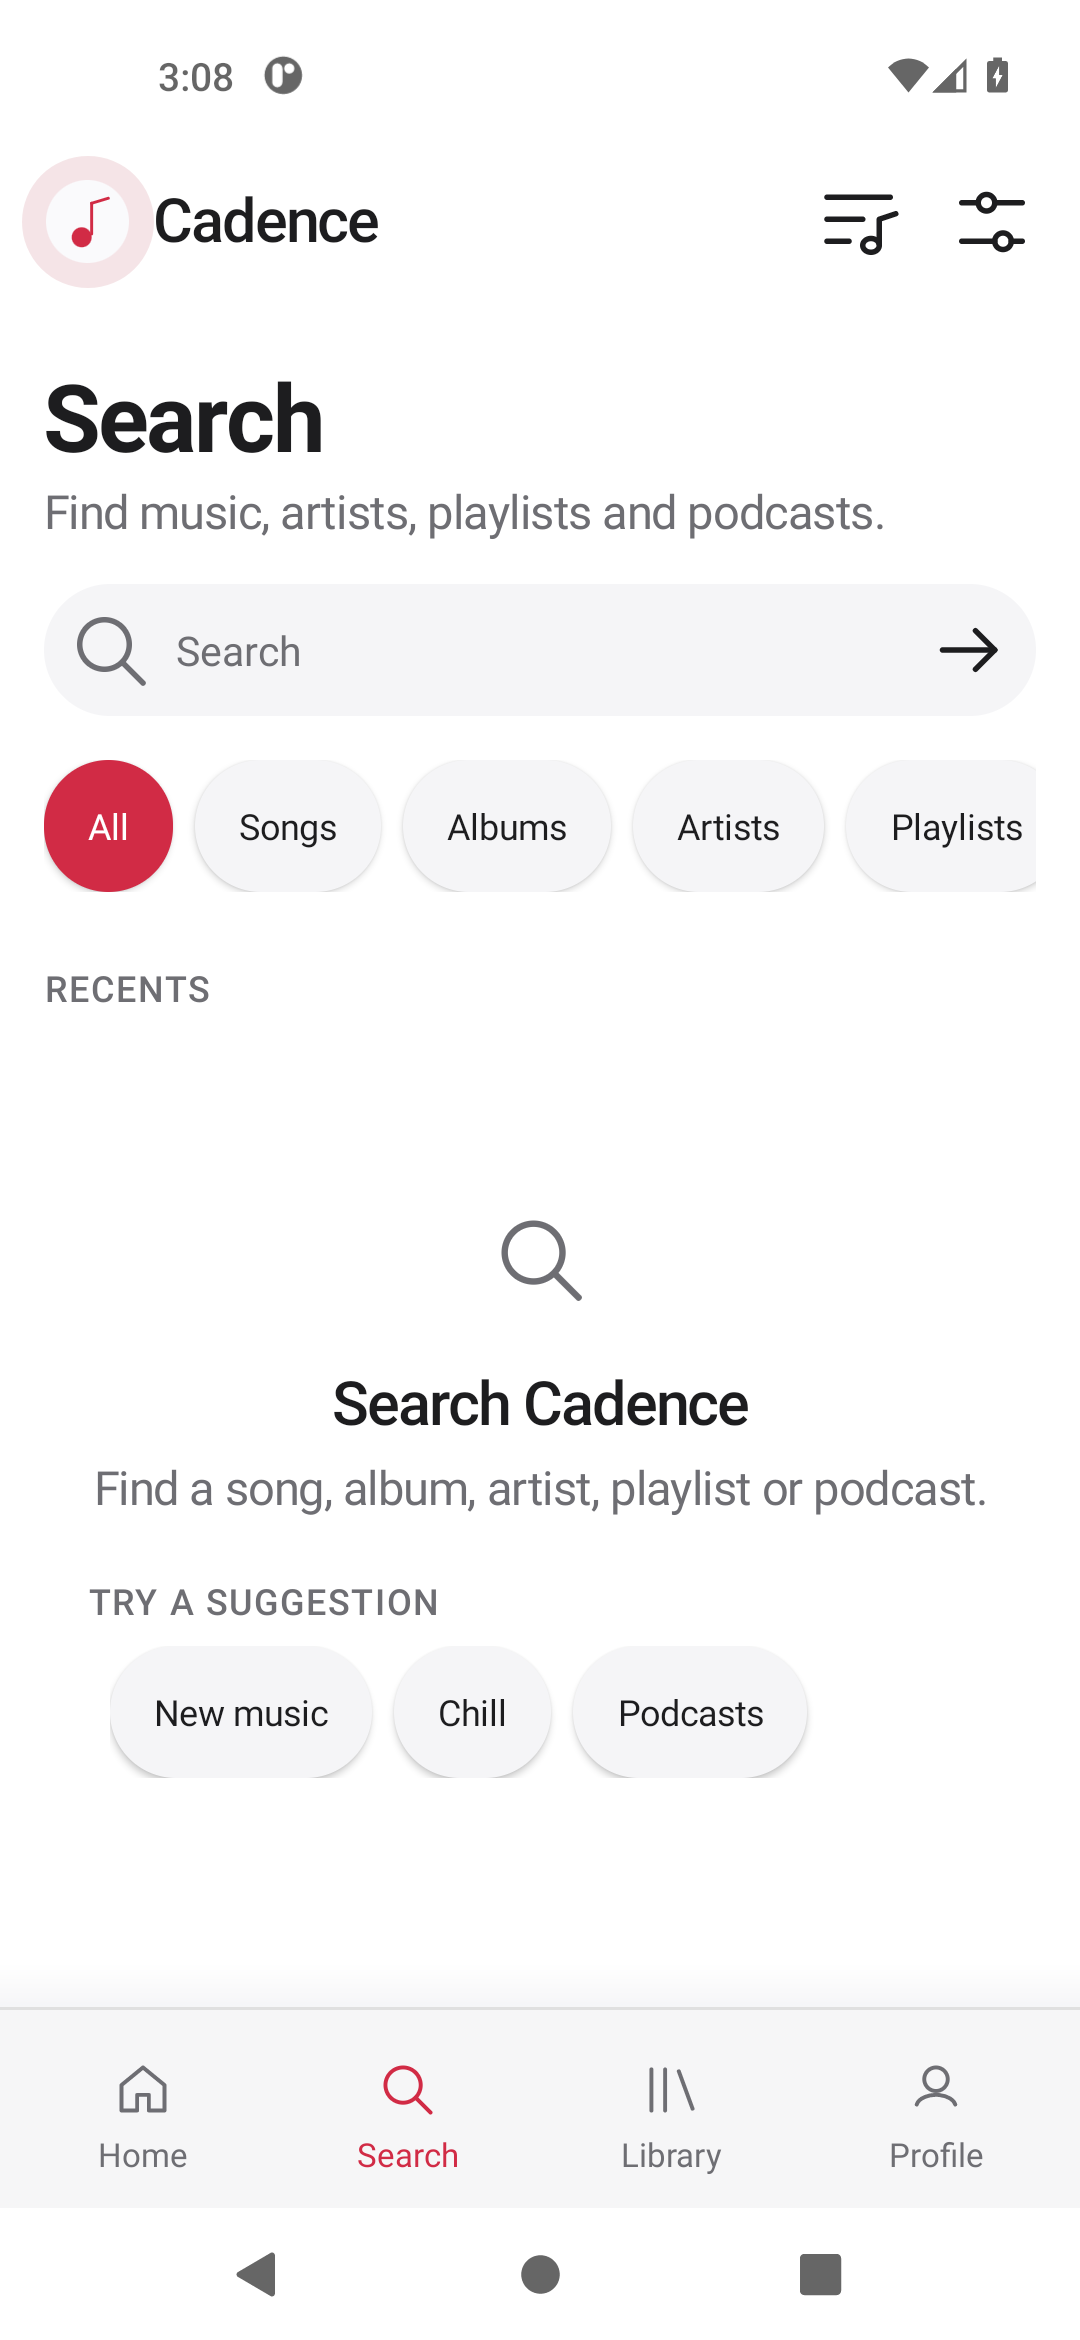 3:08
Cadence
Search
Find music, artists, playlists and podcasts.
Search
All Songs Albums Artists Playlists
RECENTS
Search Cadence
Find a song, album, artist, playlist or podcast.
TRY A SUGGESTION
New music Chill Podcasts
Home Search Library Profile